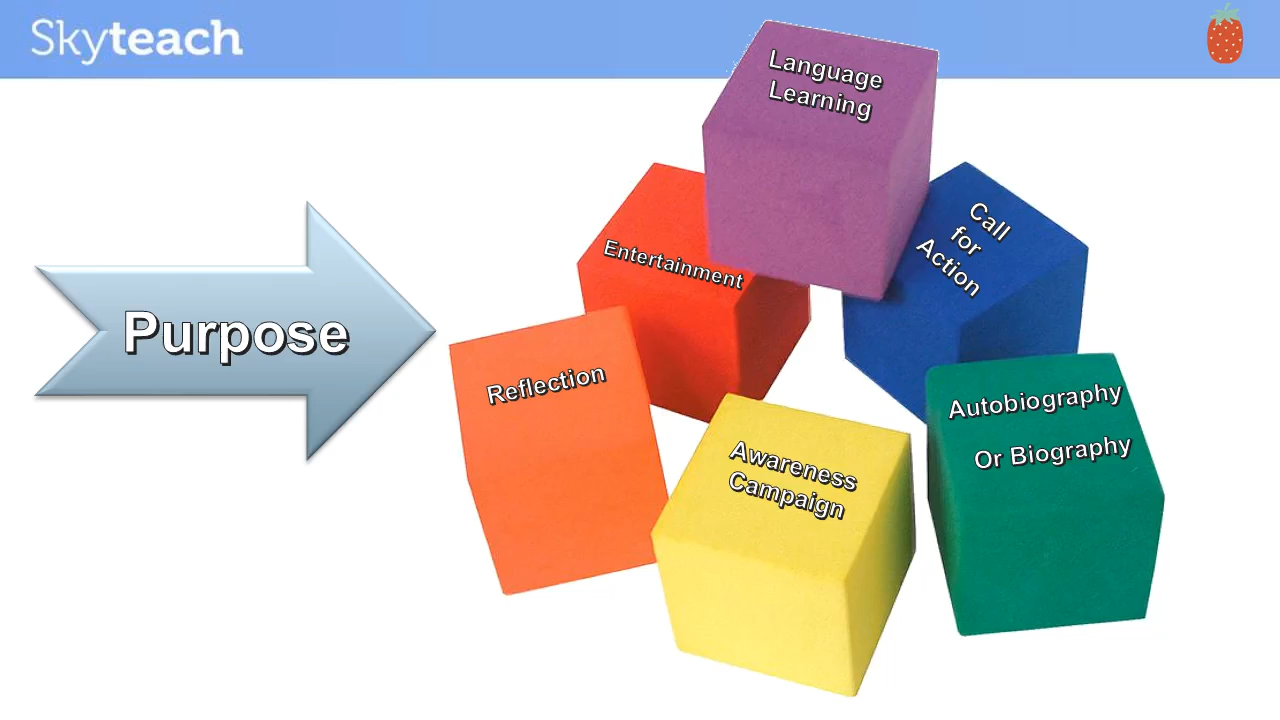 Skyteach
Language
Learning
Call
for
Action
Entertainment
Purpose
Reflection
Autobiography
Or Biography
Awareness
Campaign